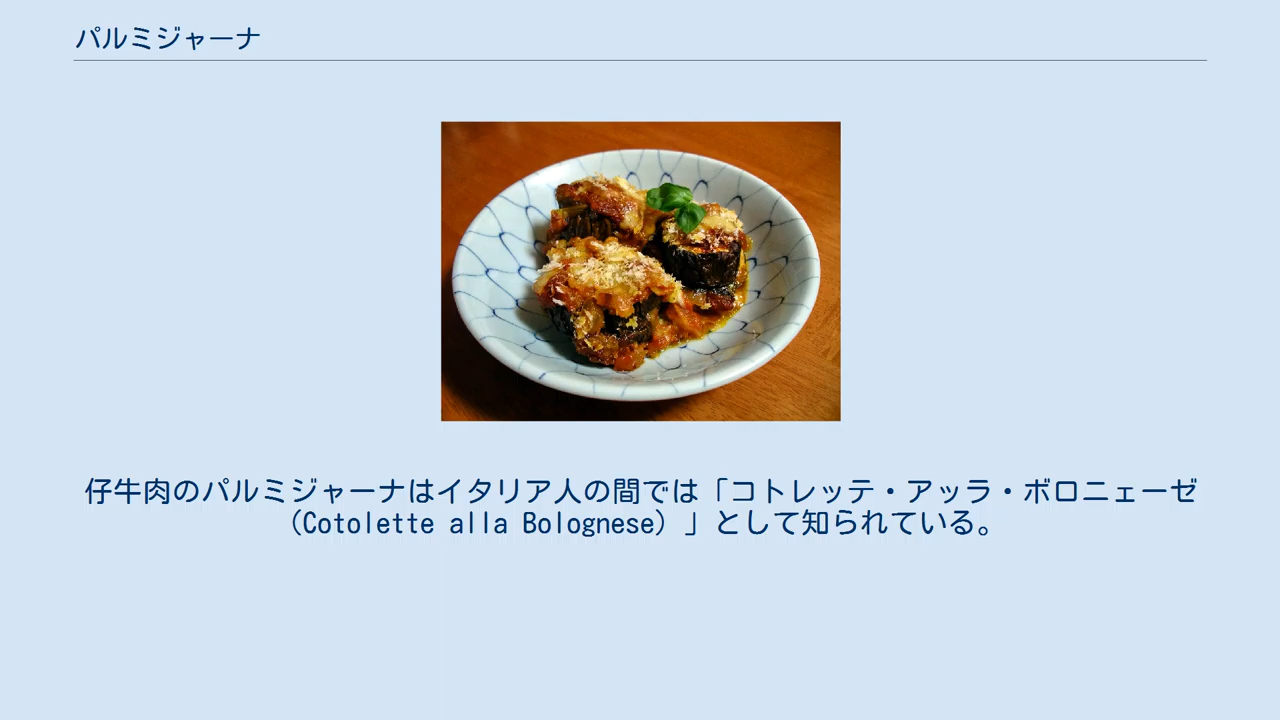 パルミジャーナ
仔牛肉のパルミジャーナはイタリア人の間では「コトレッテ・アッラ・ボロニェーゼ
（Cotolette alla Bolognese）」として知られている。